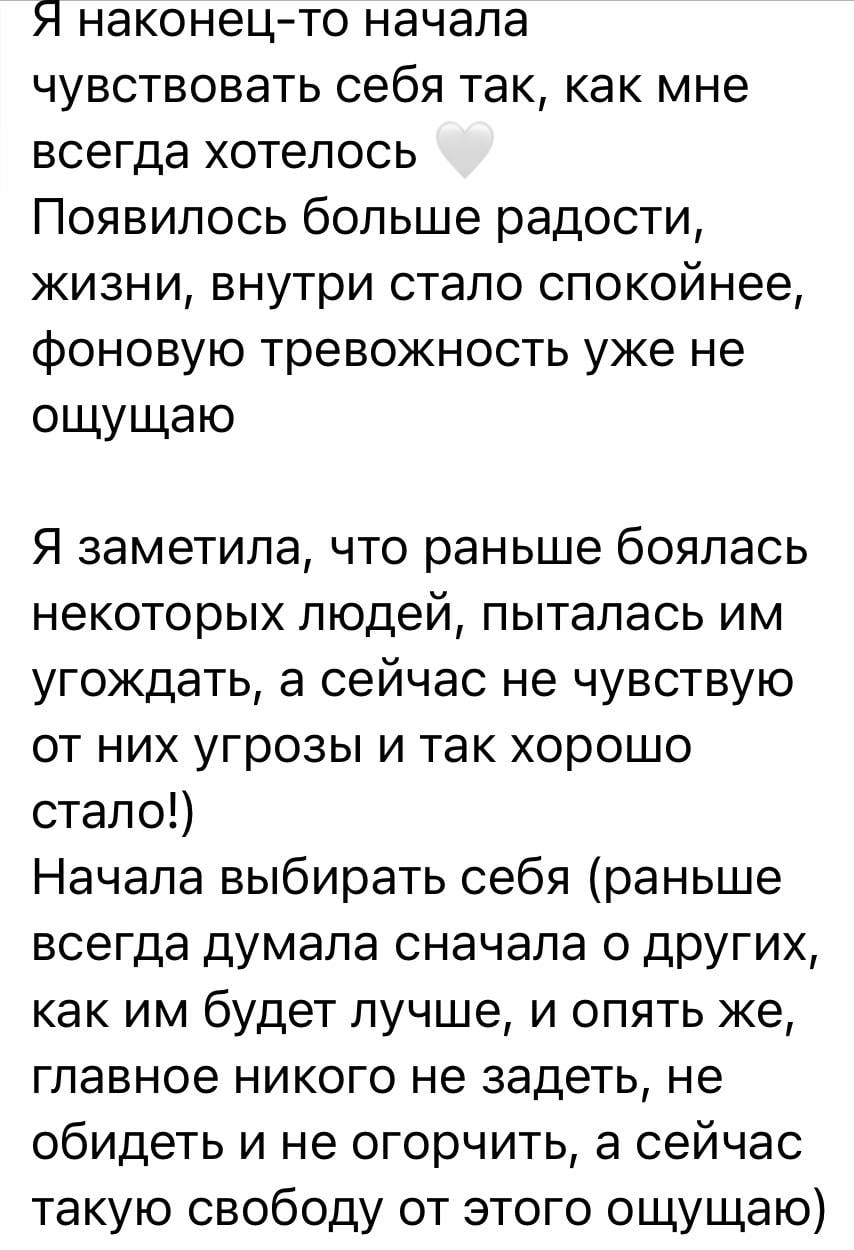 Я наконец-то начала
чувствовать себя так, как мне
всегда хотелось 🤍
Появилось больше радости,
жизни, внутри стало спокойнее,
фоновую тревожность уже не
ощущаю
Я заметила, что раньше боялась
некоторых людей, пыталась им
угождать, а сейчас не чувствую
от них угрозы и так хорошо
стало!)
Начала выбирать себя (раньше
всегда думала сначала о других,
как им будет лучше, и опять же,
главное никого не задеть, не
обидеть и не огорчить, а сейчас
такую свободу от этого ощущаю)